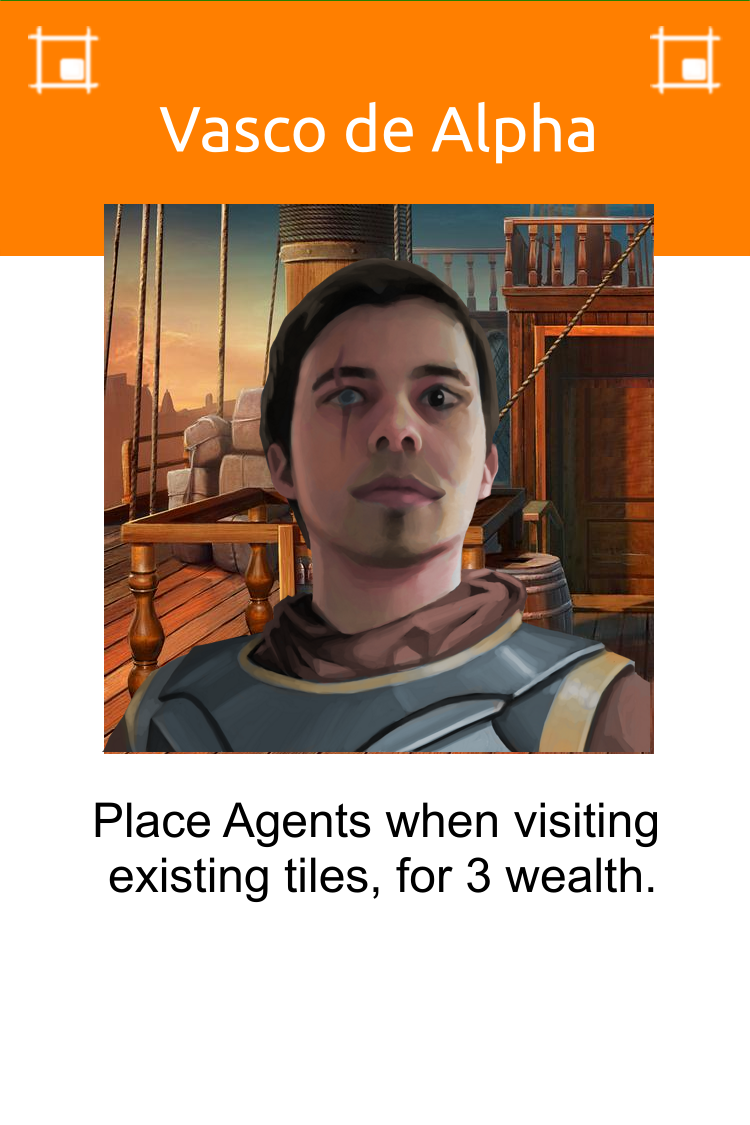 Vasco de Alpha
Place Agents when visiting
existing tiles, for 3 wealth.